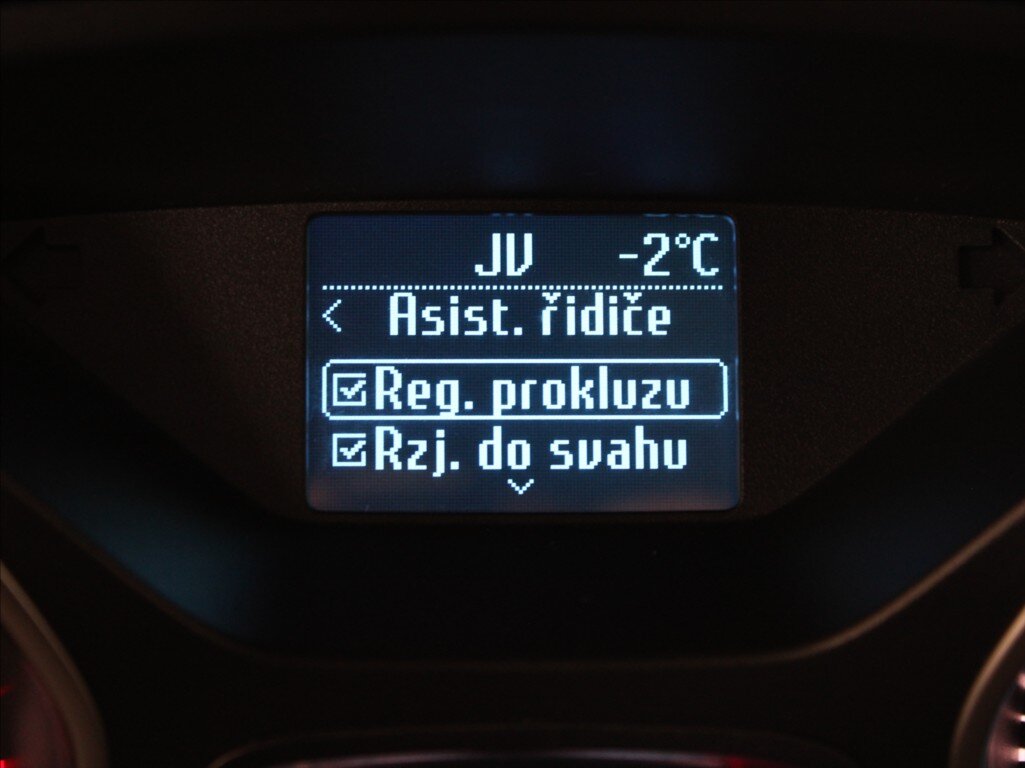 JV -2°C
< Asist. řidiče
Reg. prokluzu
Rzj. do svahu